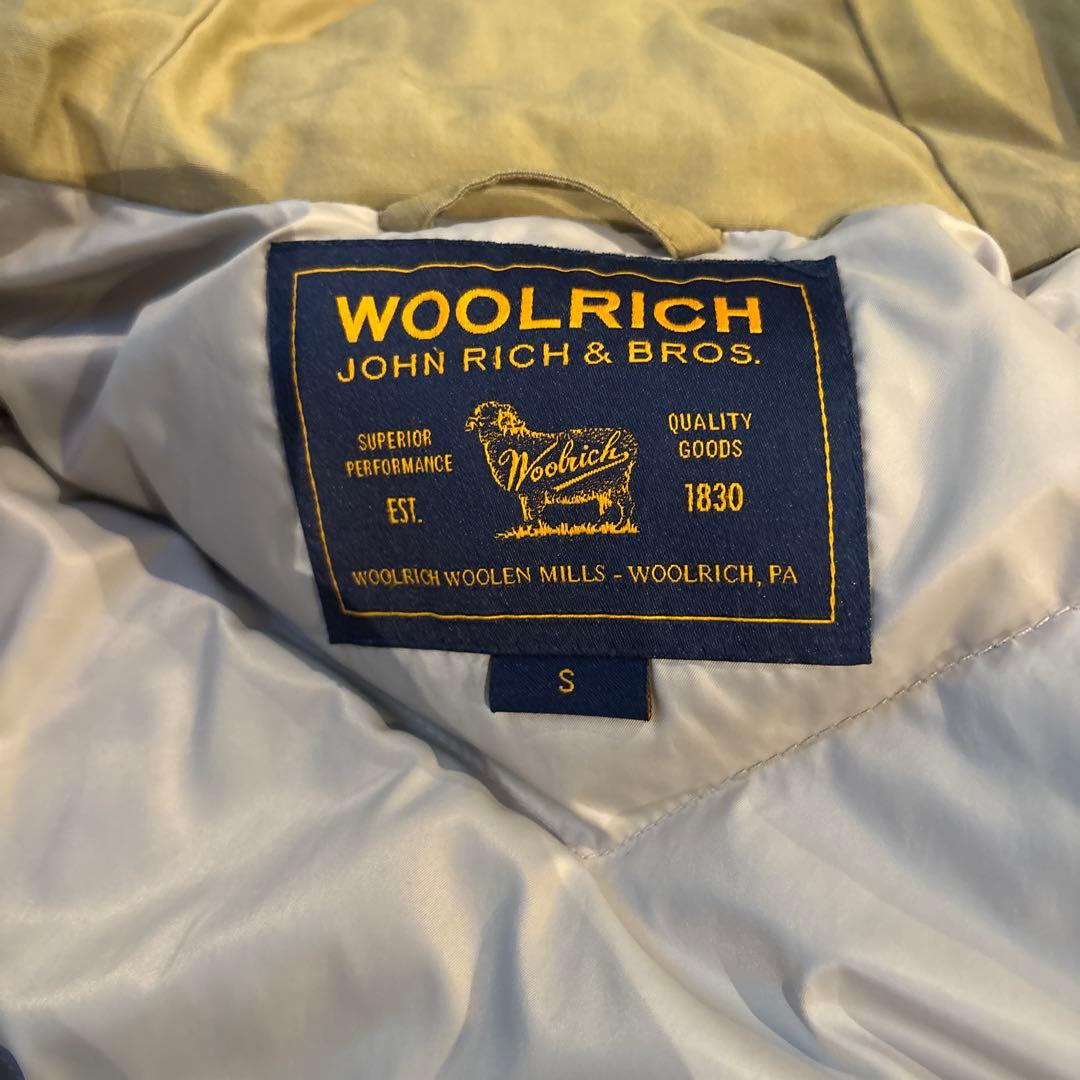 WOOLRICH
JOHN RICH & BROS.
SUPERIOR
PERFORMANCE
EST.
Woolrich
QUALITY
GOODS
1830
WOOLRICH WOOLEN MILLS - WOOLRICH, PA
S